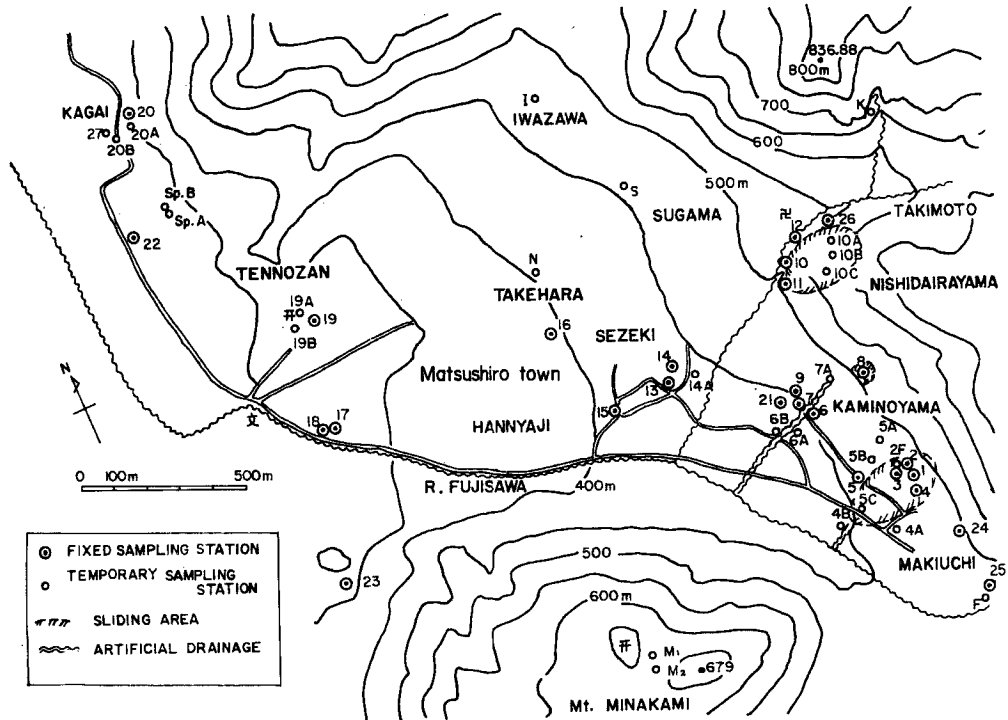 836.88
800m
700
600
500m
K
KAGAI
20
27
20A
20B
Sp.B
Sp.A
22
I
IWAZAWA
S
SUGAMA
TAKIMOTO
卍
26
12
10A
10B
10
10C
11
NISHIDAIRAYAMA
TENNOZAN
19A
开
19
19B
N
TAKEHARA
16
SEZEKI
14
14A
13
15
Matsushiro town
HANNYAJI
N
7A
8
9
21
7
6
KAMINOYAMA
6B
6A
5A
5B
2F
2
1
3
4
5
5C
4B
4A
24
MAKIUCHI
25
F
18
17
文
R. FUJISAWA
400m
0 100m 500m
23
500
600m
开
M1
M2
679
Mt. MINAKAMI
FIXED SAMPLING STATION
TEMPORARY SAMPLING
STATION
SLIDING AREA
ARTIFICIAL DRAINAGE